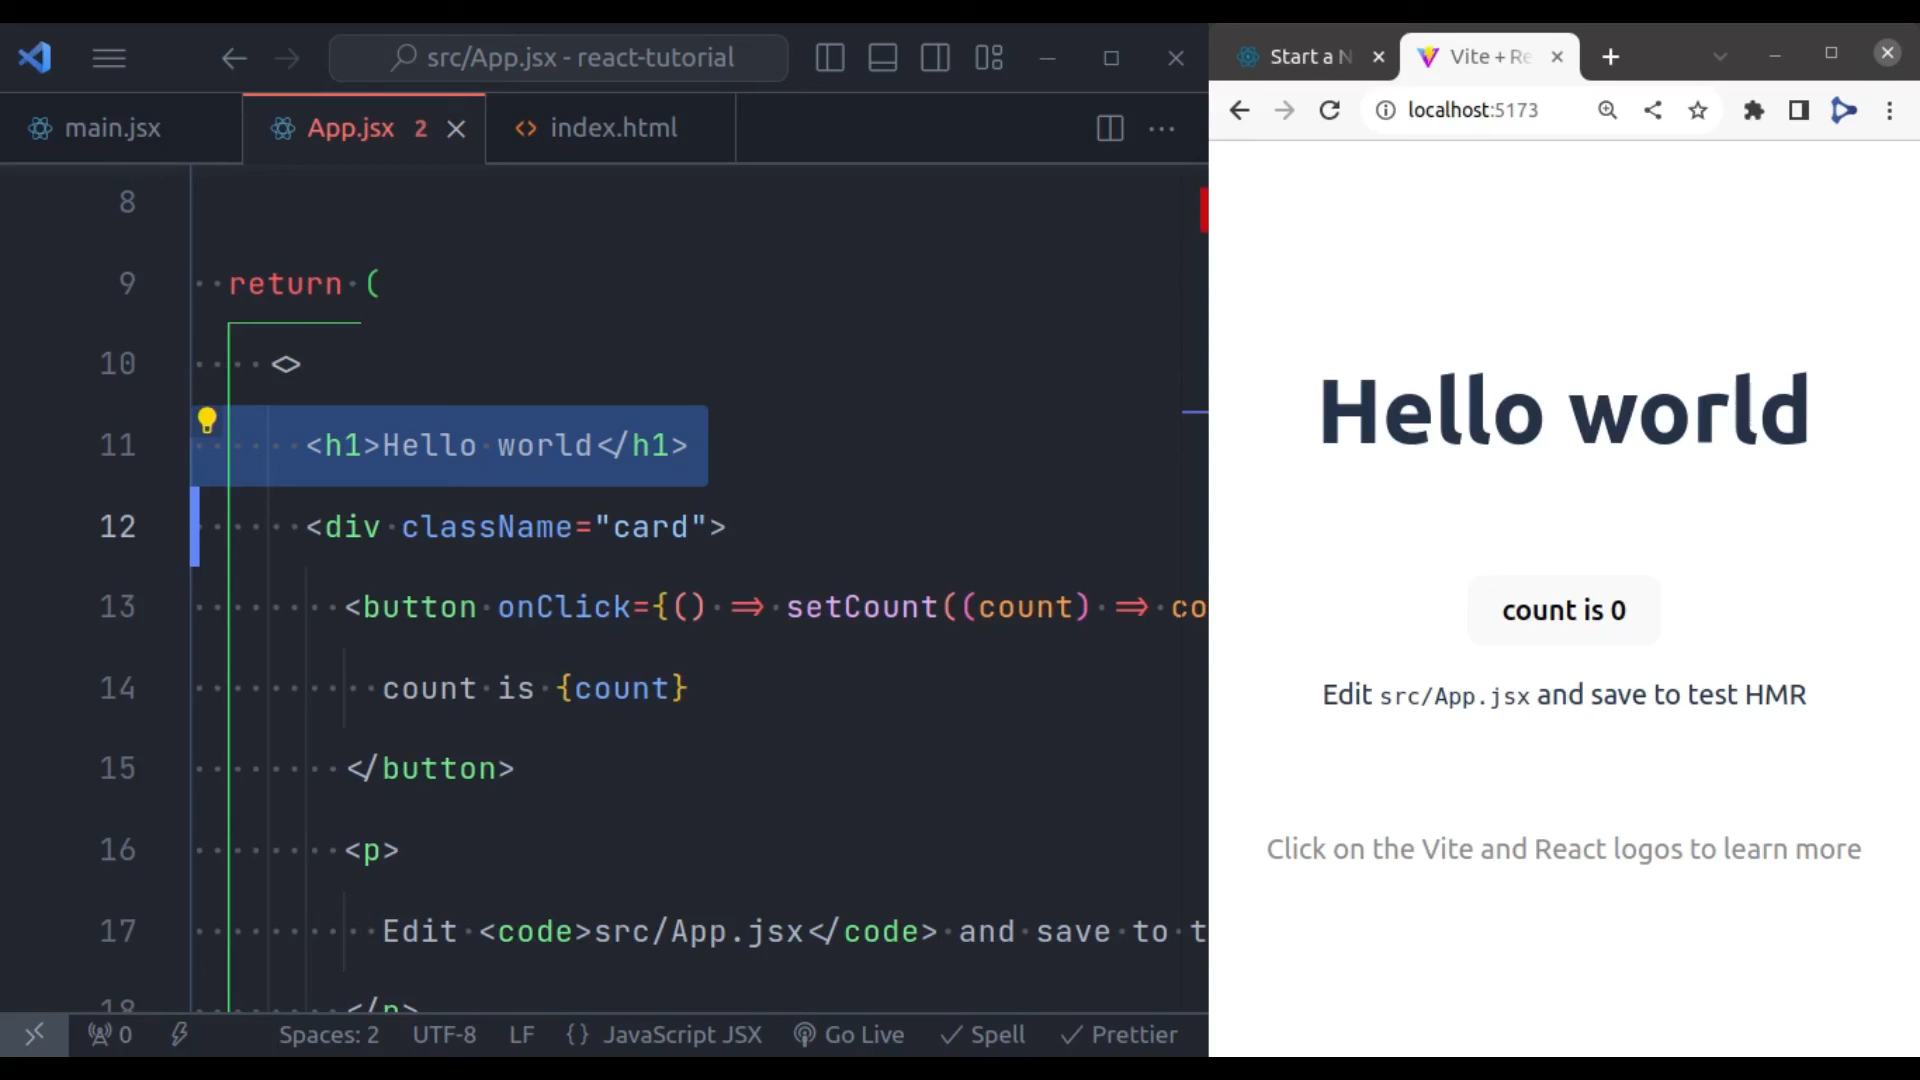 src/App.jsx - react-tutorial
main.jsx
App.jsx 2
index.html
8
9 return (
10 <>
11 <h1>Hello world</h1>
12 <div className="card">
13 <button onClick={() => setCount((count) => co
14 count is {count}
15 </button>
16 <p>
17 Edit <code>src/App.jsx</code> and save to t
18 </p>
0
Spaces: 2
UTF-8
LF
{} JavaScript JSX
Go Live
Spell
Prettier
Start a N
Vite + Re
localhost:5173
Hello world
count is 0
Edit src/App.jsx and save to test HMR
Click on the Vite and React logos to learn more